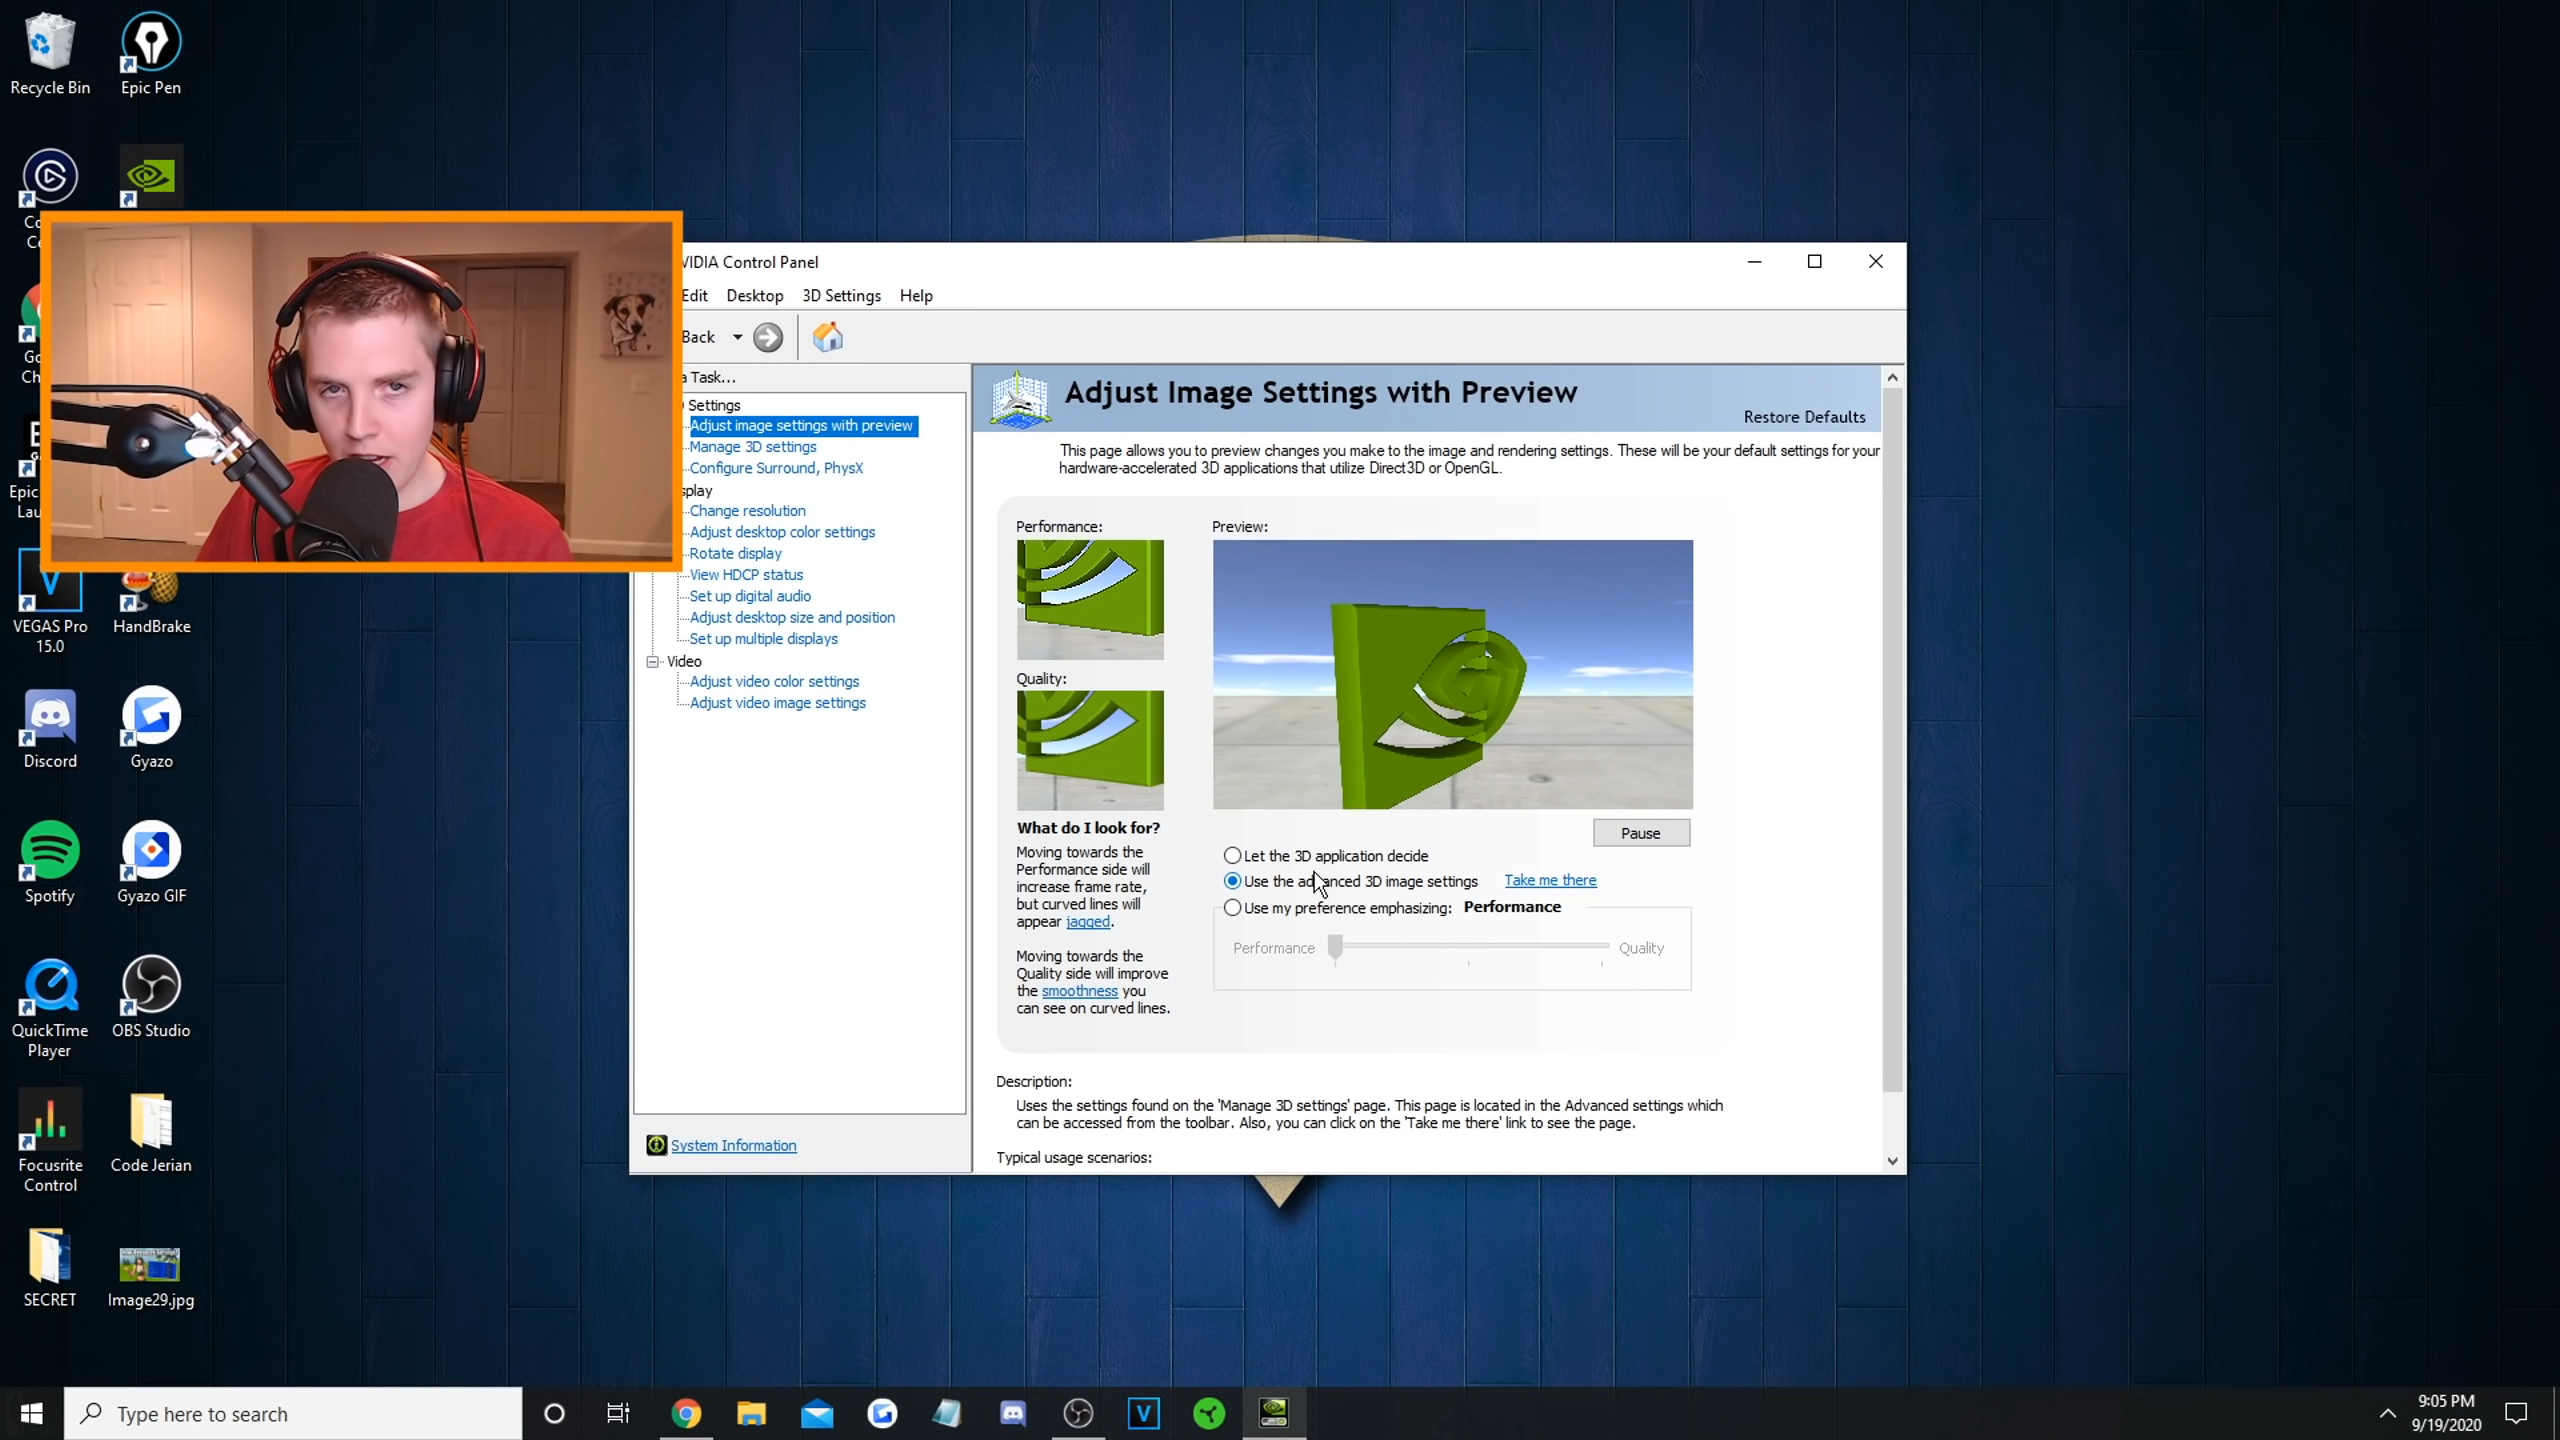 Recycle Bin
Epic Pen
VEGAS Pro
15.0
HandBrake
Discord
Gyazo
Spotify
Gyazo GIF
QuickTime
Player
OBS Studio
Focusrite
Control
Code Jerian
SECRET
Image29.jpg
VIDIA Control Panel
Edit
Desktop
3D Settings
Help
Back
a Task...
Settings
Adjust image settings with preview
Manage 3D settings
Configure Surround, PhysX
splay
Change resolution
Adjust desktop color settings
Rotate display
View HDCP status
Set up digital audio
Adjust desktop size and position
Set up multiple displays
Video
Adjust video color settings
Adjust video image settings
System Information
Adjust Image Settings with Preview
Restore Defaults
This page allows you to preview changes you make to the image and rendering settings. These will be your default settings for your
hardware-accelerated 3D applications that utilize Direct3D or OpenGL.
Performance:
Preview:
Quality:
What do I look for?
Moving towards the
Performance side will
increase frame rate,
but curved lines will
appear jagged.
Moving towards the
Quality side will improve
the smoothness you
can see on curved lines.
Pause
Let the 3D application decide
Use the advanced 3D image settings
Take me there
Use my preference emphasizing: Performance
Performance
Quality
Description:
Uses the settings found on the 'Manage 3D settings' page. This page is located in the Advanced settings which
can be accessed from the toolbar. Also, you can click on the 'Take me there' link to see the page.
Typical usage scenarios:
Type here to search
9:05 PM
9/19/2020